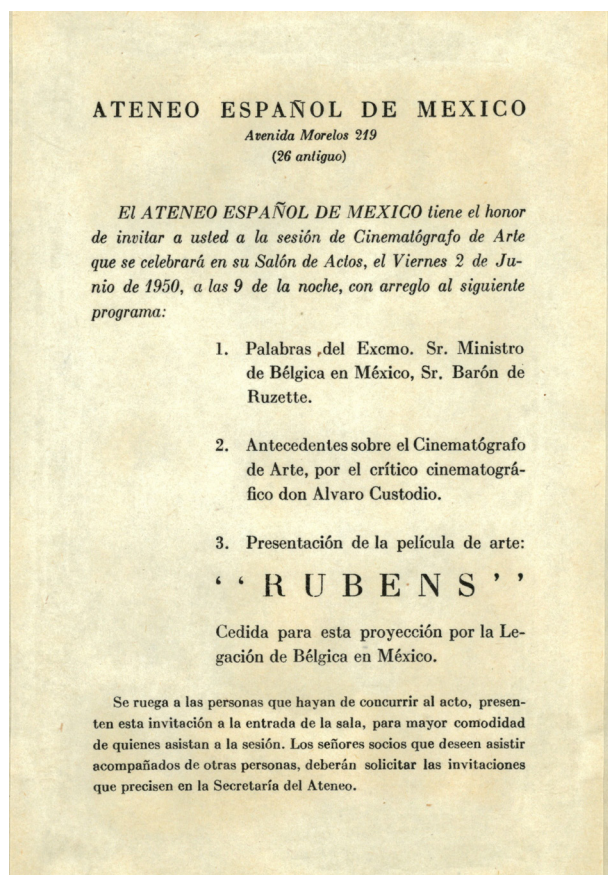 ATENEO ESPAÑOL DE MEXICO
Avenida Morelos 219
(26 antiguo)
El ATENEO ESPAÑOL DE MEXICO tiene el honor
de invitar a usted a la sesión de Cinematógrafo de Arte
que se celebrará en su Salón de Actos, el Viernes 2 de Ju-
nio de 1950, a las 9 de la noche, con arreglo al siguiente
programa:
1. Palabras del Excmo. Sr. Ministro
de Bélgica en México, Sr. Barón de
Ruzette.
2. Antecedentes sobre el Cinematógrafo
de Arte, por el crítico cinematográ-
fico don Alvaro Custodio.
3. Presentación de la película de arte:
‘‘RUBENS’’
Cedida para esta proyección por la Le-
gación de Bélgica en México.
Se ruega a las personas que hayan de concurrir al acto, presen-
ten esta invitación a la entrada de la sala, para mayor comodidad
de quienes asistan a la sesión. Los señores socios que deseen asistir
acompañados de otras personas, deberán solicitar las invitaciones
que precisen en la Secretaría del Ateneo.